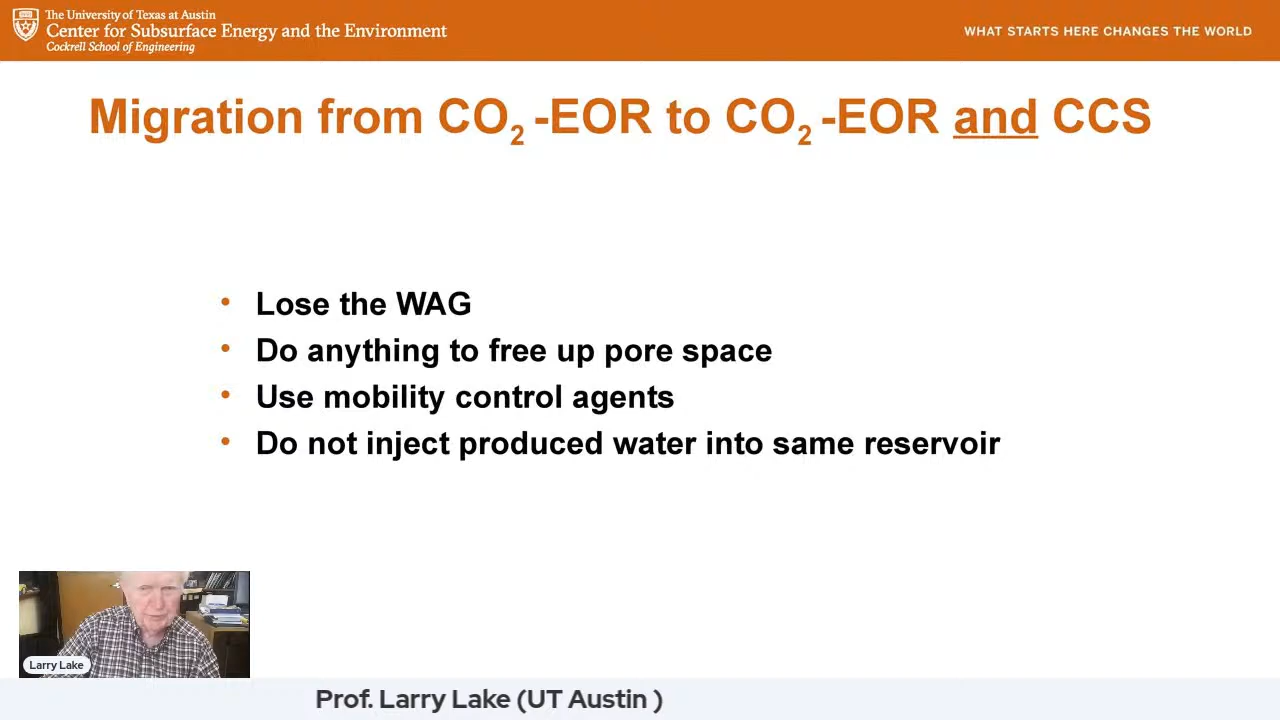 The University of Texas at Austin
Center for Subsurface Energy and the Environment
Cockrell School of Engineering
WHAT STARTS HERE CHANGES THE WORLD
Migration from CO2 -EOR to CO2 -EOR and CCS
• Lose the WAG
• Do anything to free up pore space
• Use mobility control agents
• Do not inject produced water into same reservoir
Larry Lake
Prof. Larry Lake (UT Austin )